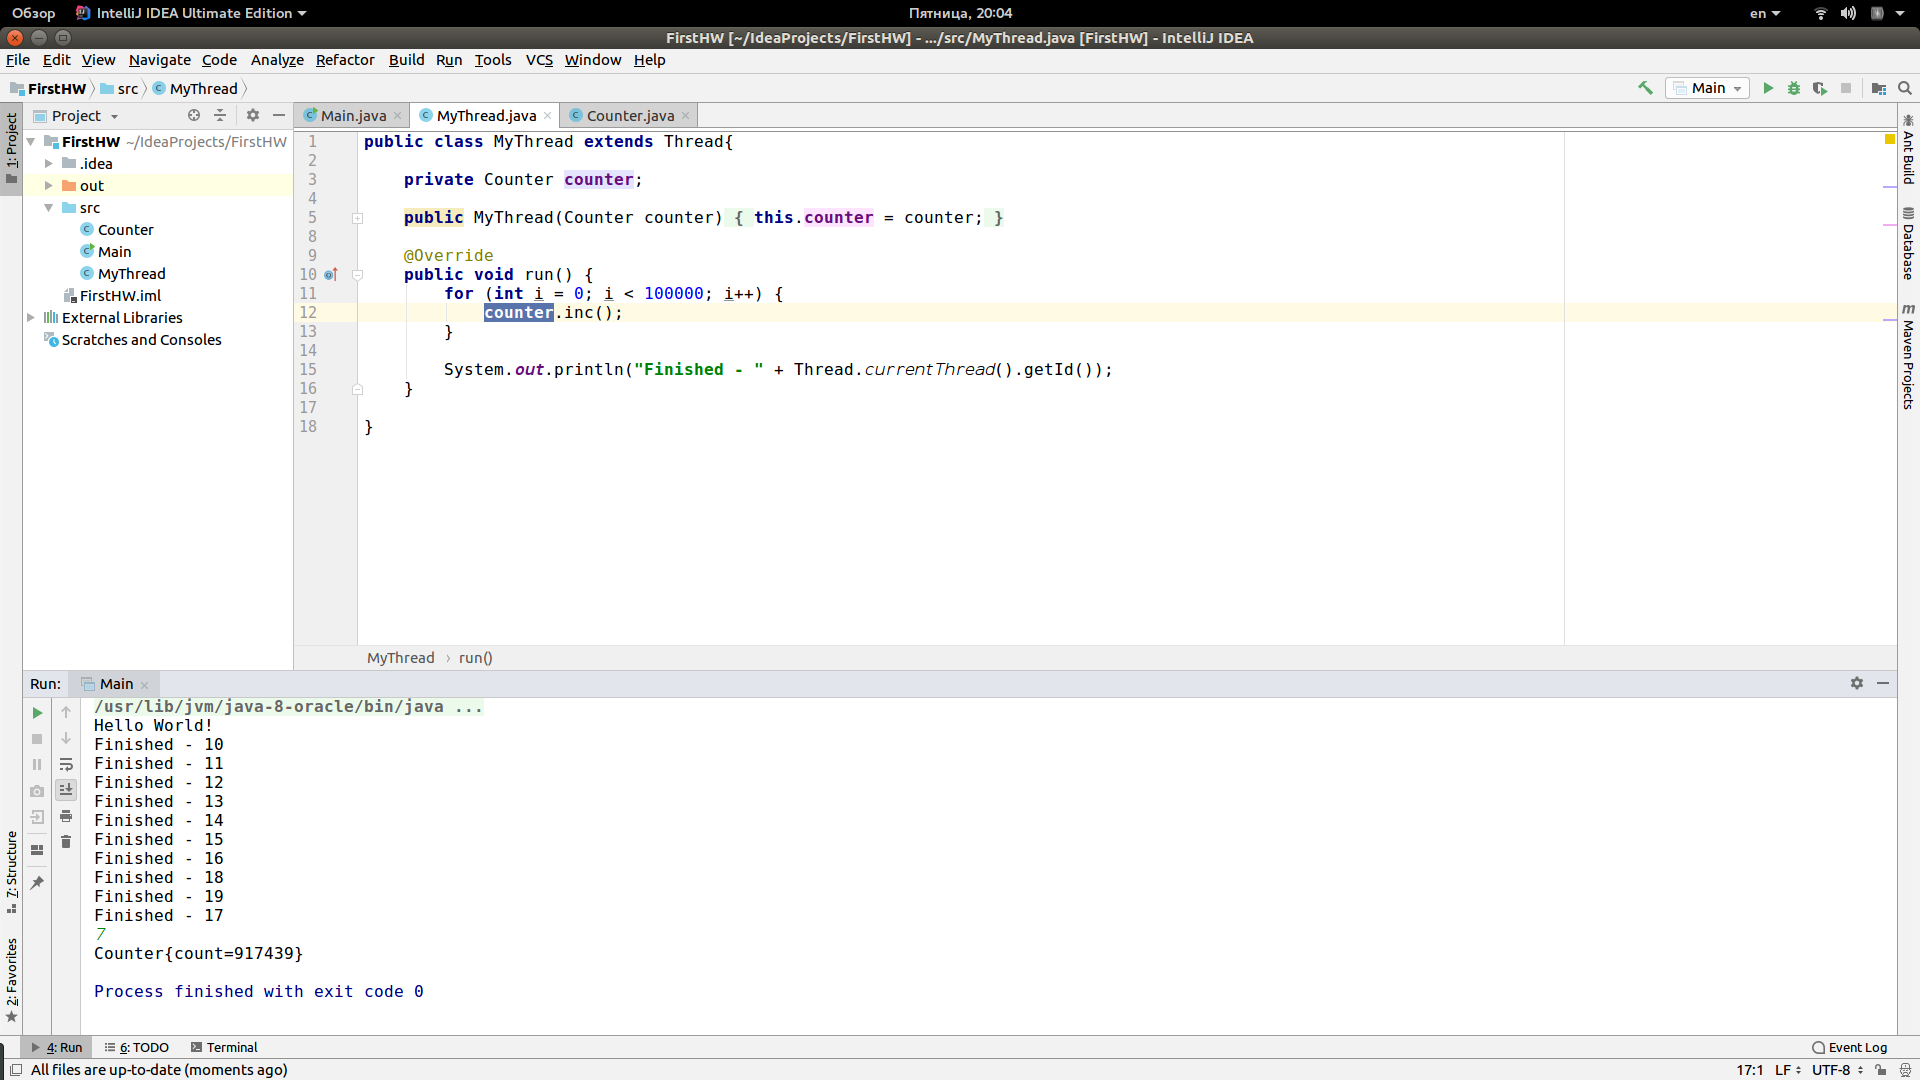 Обзор IntelliJ IDEA Ultimate Edition Пятница, 20:04 en
FirstHW [~/IdeaProjects/FirstHW] - .../src/MyThread.java [FirstHW] - IntelliJ IDEA
File Edit View Navigate Code Analyze Refactor Build Run Tools VCS Window Help
FirstHW src MyThread Main
1: Project
Project
FirstHW ~/IdeaProjects/FirstHW
.idea
out
src
Counter
Main
MyThread
FirstHW.iml
External Libraries
Scratches and Consoles
Main.java MyThread.java Counter.java
1 public class MyThread extends Thread{
2
3 private Counter counter;
4
5 public MyThread(Counter counter) { this.counter = counter; }
8
9 @Override
10 public void run() {
11 for (int i = 0; i < 100000; i++) {
12 counter.inc();
13 }
14
15 System.out.println("Finished - " + Thread.currentThread().getId());
16 }
17
18 }
MyThread › run()
Ant Build
Database
m Maven Projects
Run: Main
/usr/lib/jvm/java-8-oracle/bin/java ...
Hello World!
Finished - 10
Finished - 11
Finished - 12
Finished - 13
Finished - 14
Finished - 15
Finished - 16
Finished - 18
Finished - 19
Finished - 17
7
Counter{count=917439}
Process finished with exit code 0
7: Structure
2: Favorites
4: Run 6: TODO Terminal Event Log
All files are up-to-date (moments ago) 17:1 LF UTF-8